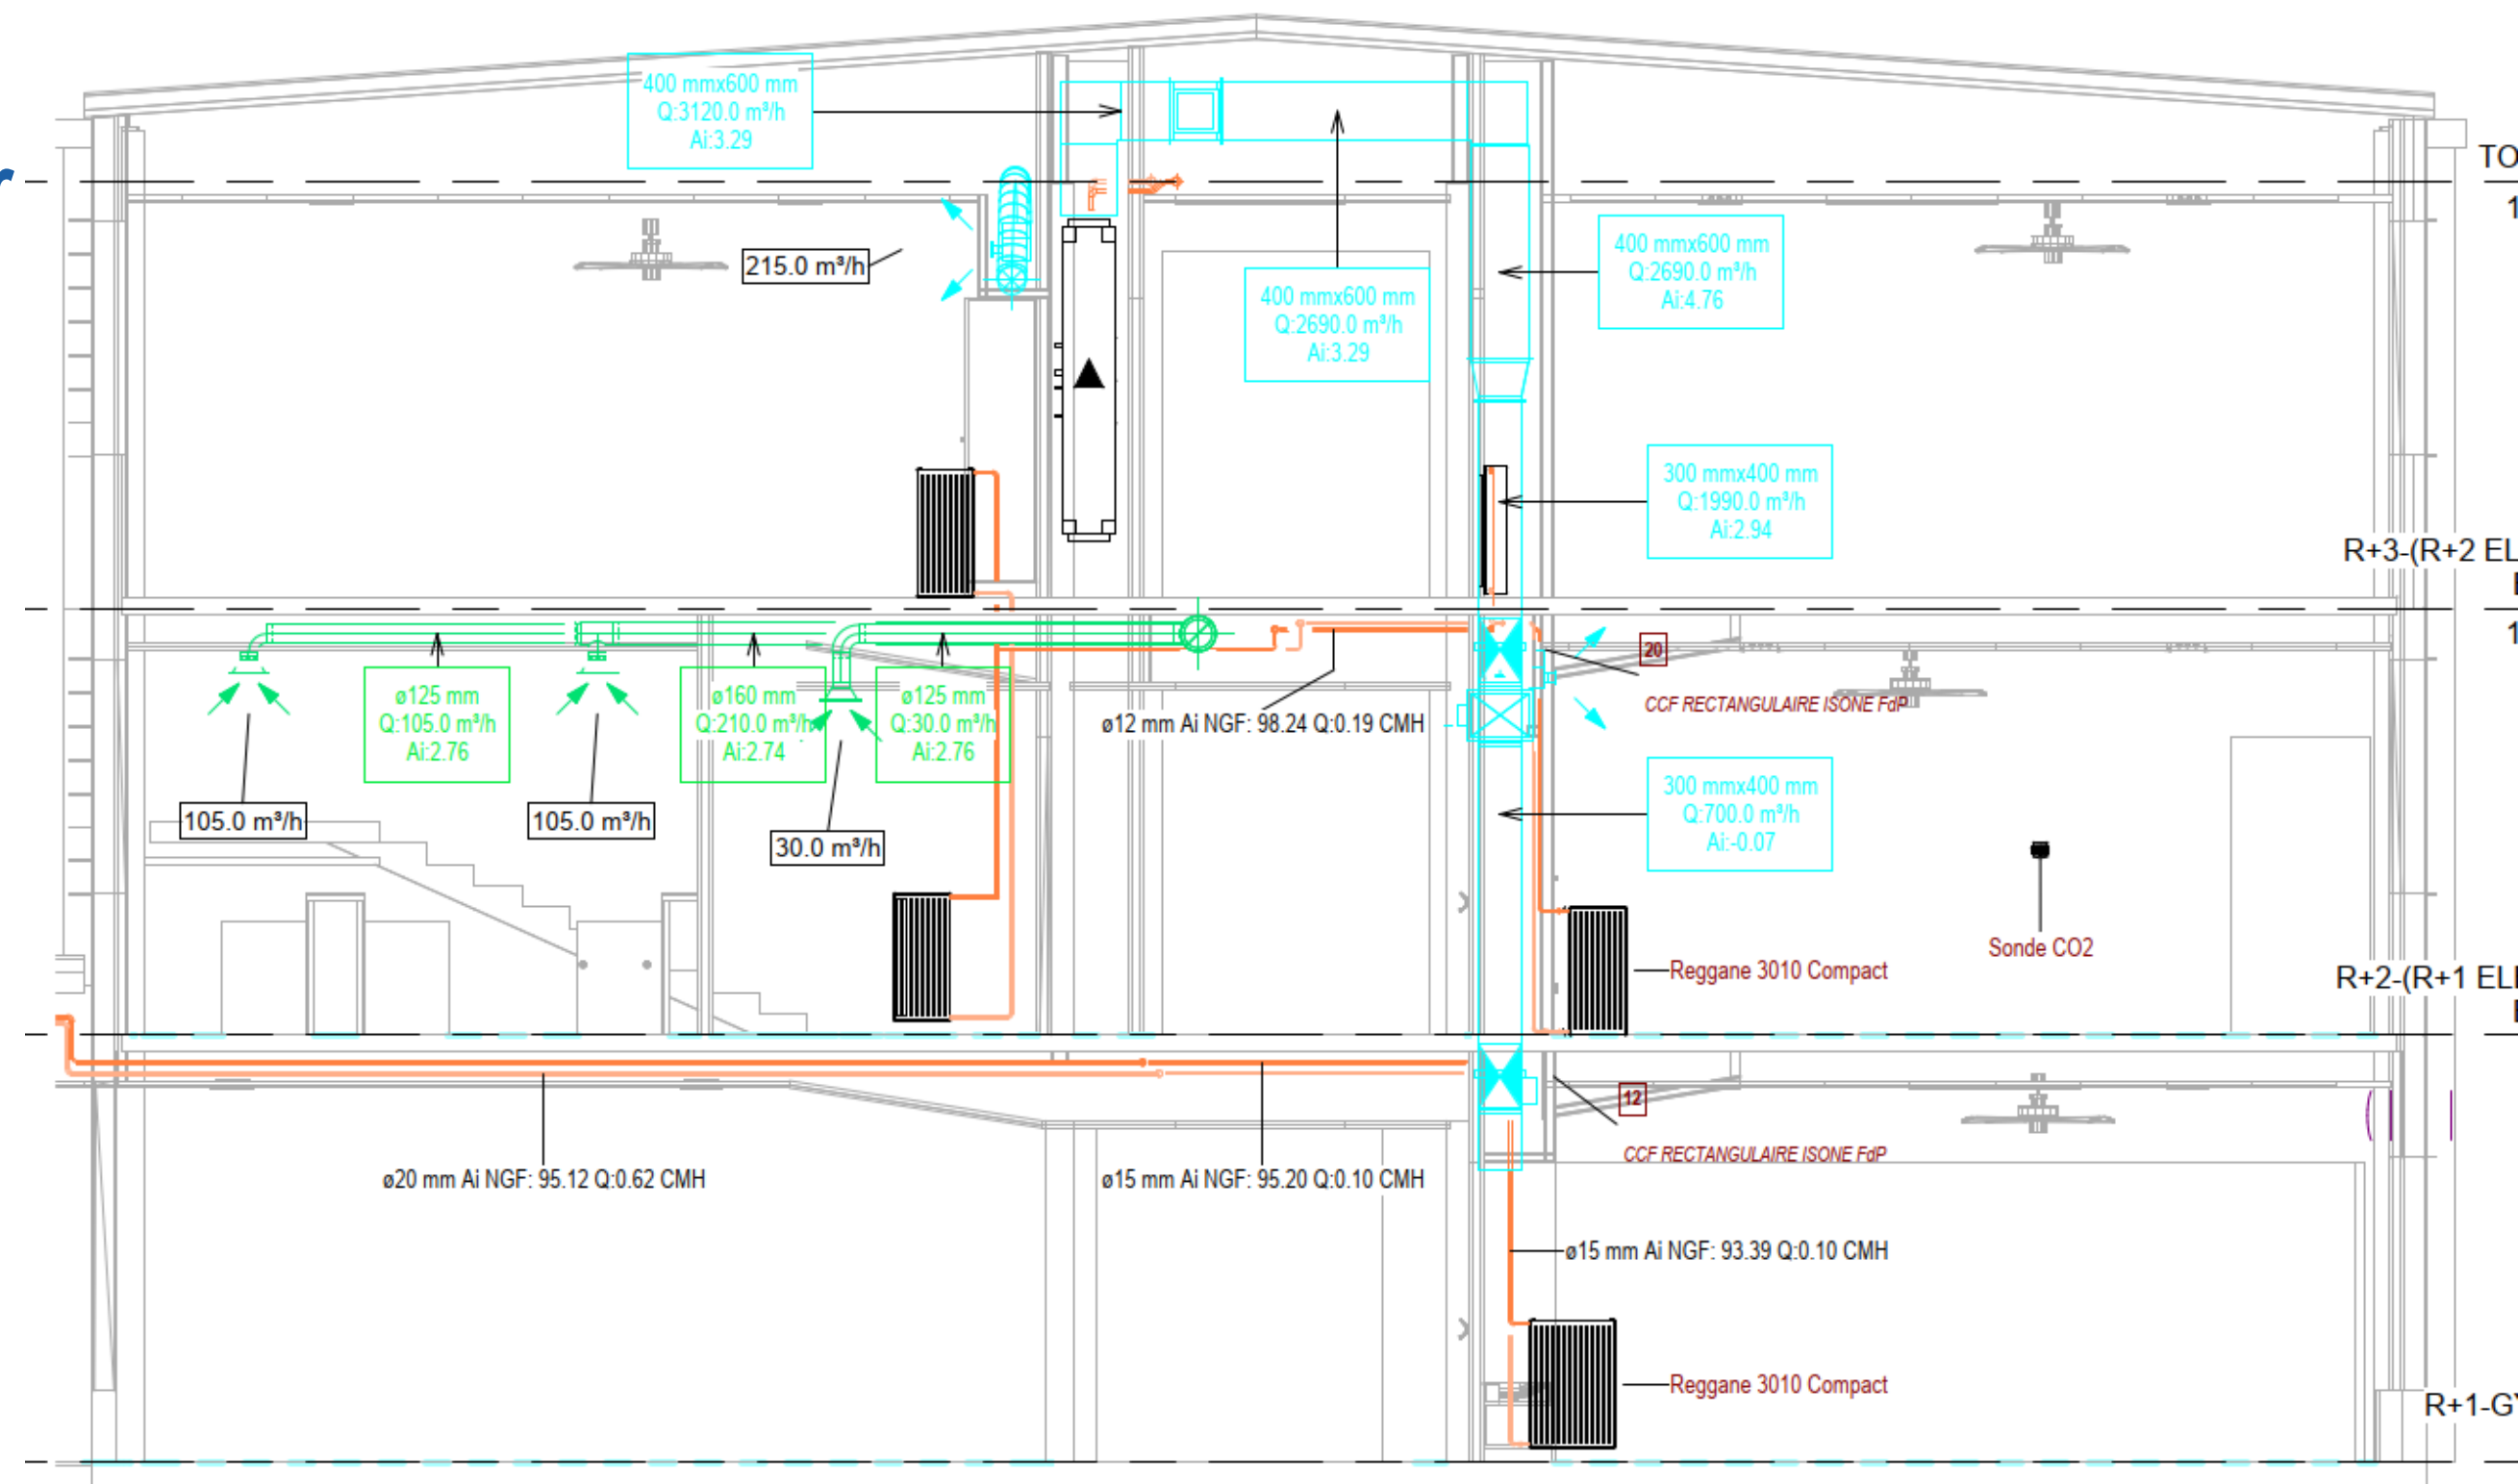 400 mmx600 mm
Q:3120.0 m³/h
Ai:3.29
TO
1
215.0 m³/h
400 mmx600 mm
Q:2690.0 m³/h
Ai:3.29
400 mmx600 mm
Q:2690.0 m³/h
Ai:4.76
300 mmx400 mm
Q:1990.0 m³/h
Ai:2.94
R+3-(R+2 EL
1
ø125 mm
Q:105.0 m³/h
Ai:2.76
ø160 mm
Q:210.0 m³/h
Ai:2.74
ø125 mm
Q:30.0 m³/h
Ai:2.76
20
CCF RECTANGULAIRE ISONE FdP
ø12 mm Ai NGF: 98.24 Q:0.19 CMH
105.0 m³/h
105.0 m³/h
30.0 m³/h
300 mmx400 mm
Q:700.0 m³/h
Ai:-0.07
Sonde CO2
Reggane 3010 Compact
R+2-(R+1 ELE
12
CCF RECTANGULAIRE ISONE FdP
ø20 mm Ai NGF: 95.12 Q:0.62 CMH
ø15 mm Ai NGF: 95.20 Q:0.10 CMH
ø15 mm Ai NGF: 93.39 Q:0.10 CMH
Reggane 3010 Compact
R+1-GY